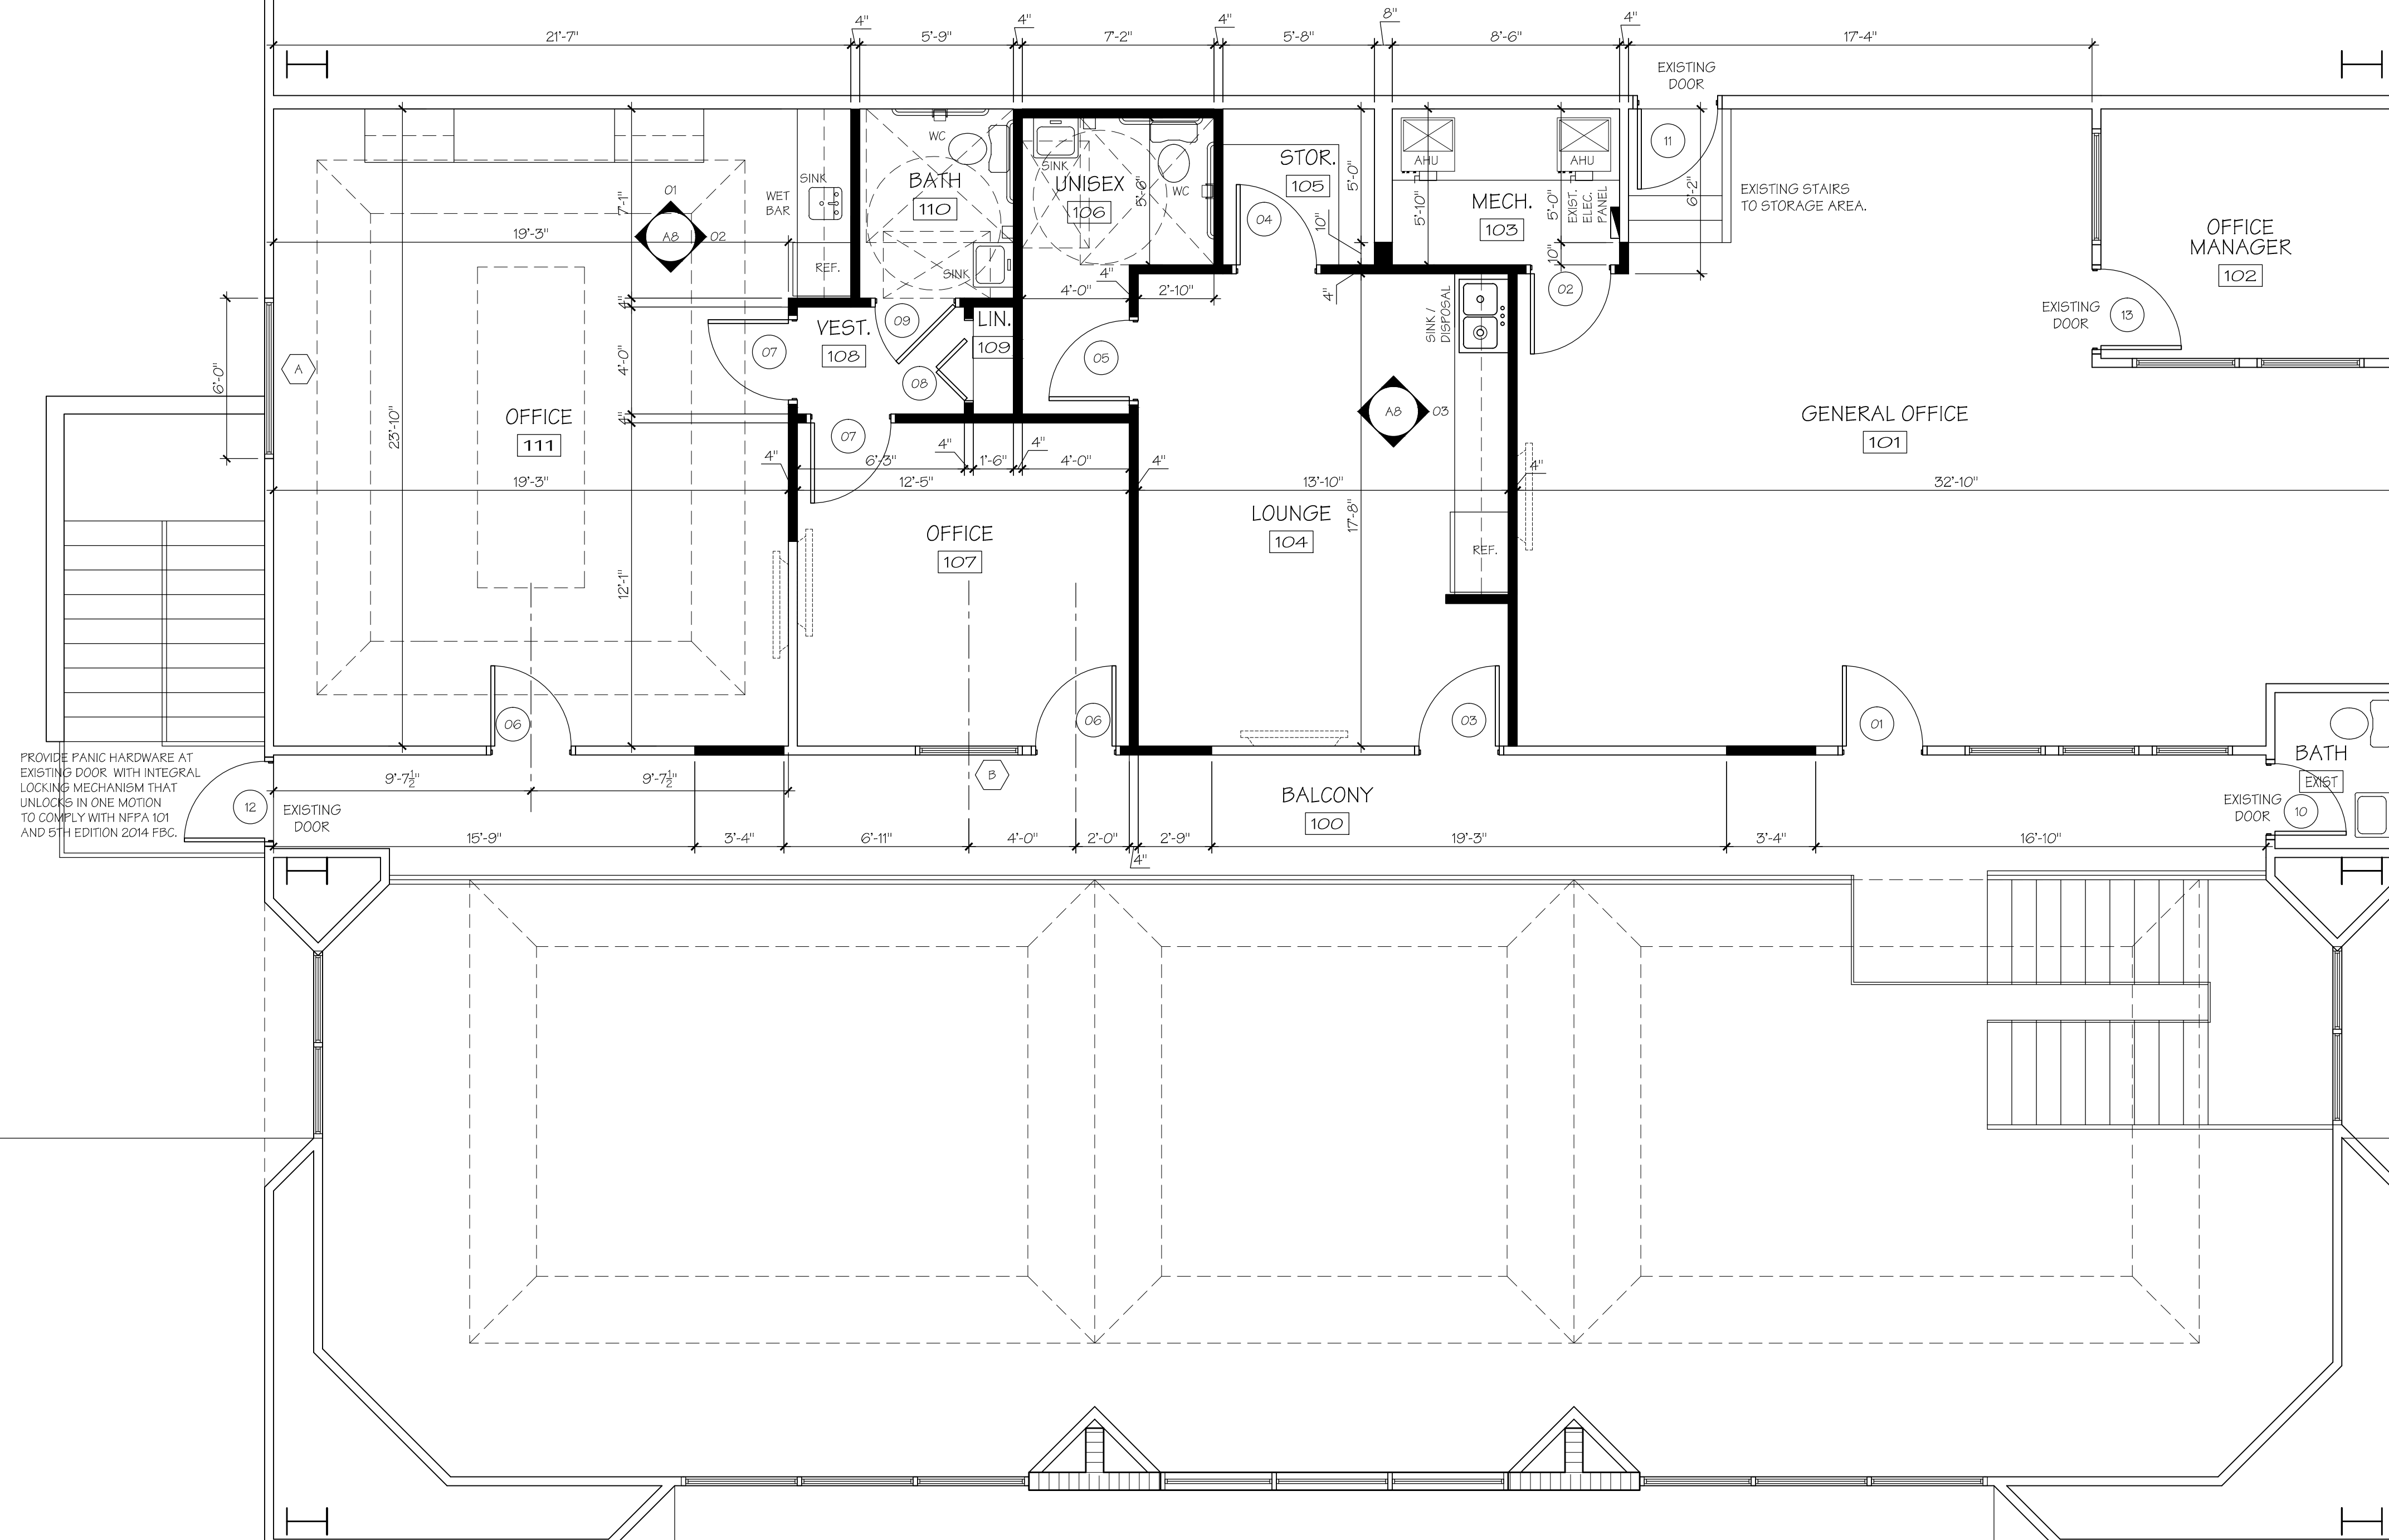 4" 4" 4" 8" 4"
21'-7" 5'-9" 7'-2" 5'-8" 8'-6" 17'-4"
EXISTING
DOOR
WC
SINK
AHU
AHU
11
STOR.
105
5'-0"
BATH
110
UNISEX
106
5'-6"
WC
SINK
WET
BAR
01
A8
02
7'-1"
19'-3"
REF.
SINK
04
10"
5'-10"
MECH.
103
5'-0"
10"
EXIST.
ELEC.
PANEL
6'-2"
EXISTING STAIRS
TO STORAGE AREA.
OFFICE
MANAGER
102
4"
4'-0"
2'-10"
4"
02
EXISTING
DOOR
13
6'-0"
A
4"
4'-0"
4"
VEST.
108
09
LIN.
109
07
08
05
SINK /
DISPOSAL
A8
03
23'-10"
OFFICE
111
07
GENERAL OFFICE
101
4"
6'-3"
4"
1'-6"
4"
4'-0"
4"
4"
19'-3"
12'-5"
13'-10"
32'-10"
12'-1"
OFFICE
107
LOUNGE
104
17'-8"
REF.
06
06
03
01
PROVIDE PANIC HARDWARE AT
EXISTING DOOR WITH INTEGRAL
LOCKING MECHANISM THAT
UNLOCKS IN ONE MOTION
TO COMPLY WITH NFPA 101
AND 5TH EDITION 2014 FBC.
12
EXISTING
DOOR
9'-7½"
9'-7½"
B
BALCONY
100
BATH
EXIST
EXISTING
DOOR
10
15'-9" 3'-4" 6'-11" 4'-0" 2'-0" 2'-9" 19'-3" 3'-4" 16'-10"
4"